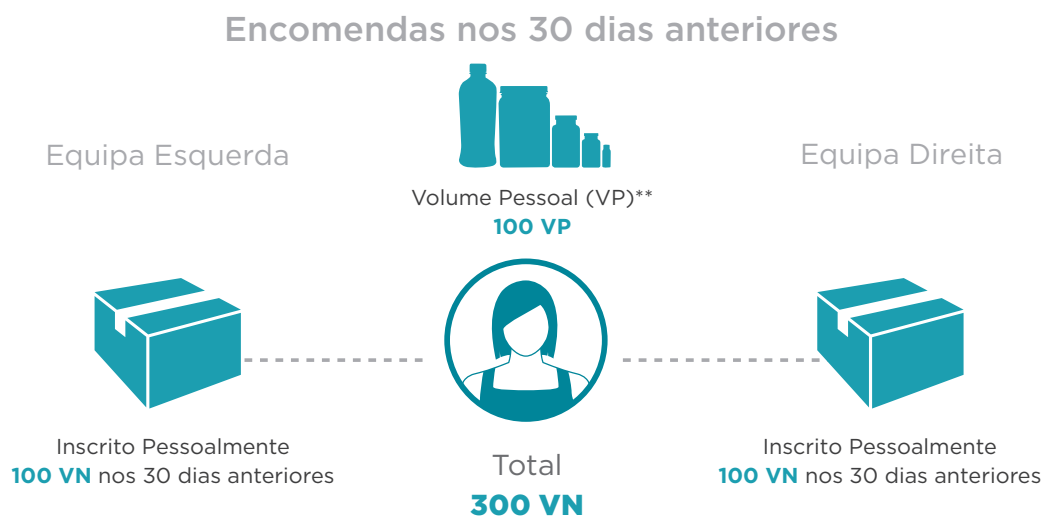 Encomendas nos 30 dias anteriores
Equipa Esquerda
Equipa Direita
Volume Pessoal (VP)**
100 VP
Inscrito Pessoalmente
100 VN nos 30 dias anteriores
Total
300 VN
Inscrito Pessoalmente
100 VN nos 30 dias anteriores